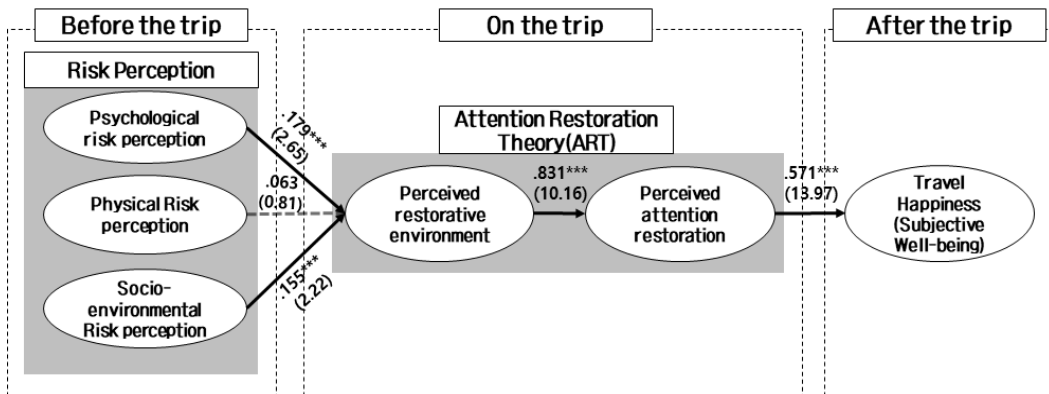 Before the trip
On the trip
After the trip
Risk Perception
Psychological
risk perception
Physical Risk
perception
Socio-
environmental
Risk perception
.179***
(2.65)
.063
(0.81)
.155***
(2.22)
Attention Restoration
Theory(ART)
Perceived
restorative
environment
.831***
(10.16)
Perceived
attention
restoration
.571***
(13.97)
Travel
Happiness
(Subjective
Well-being)